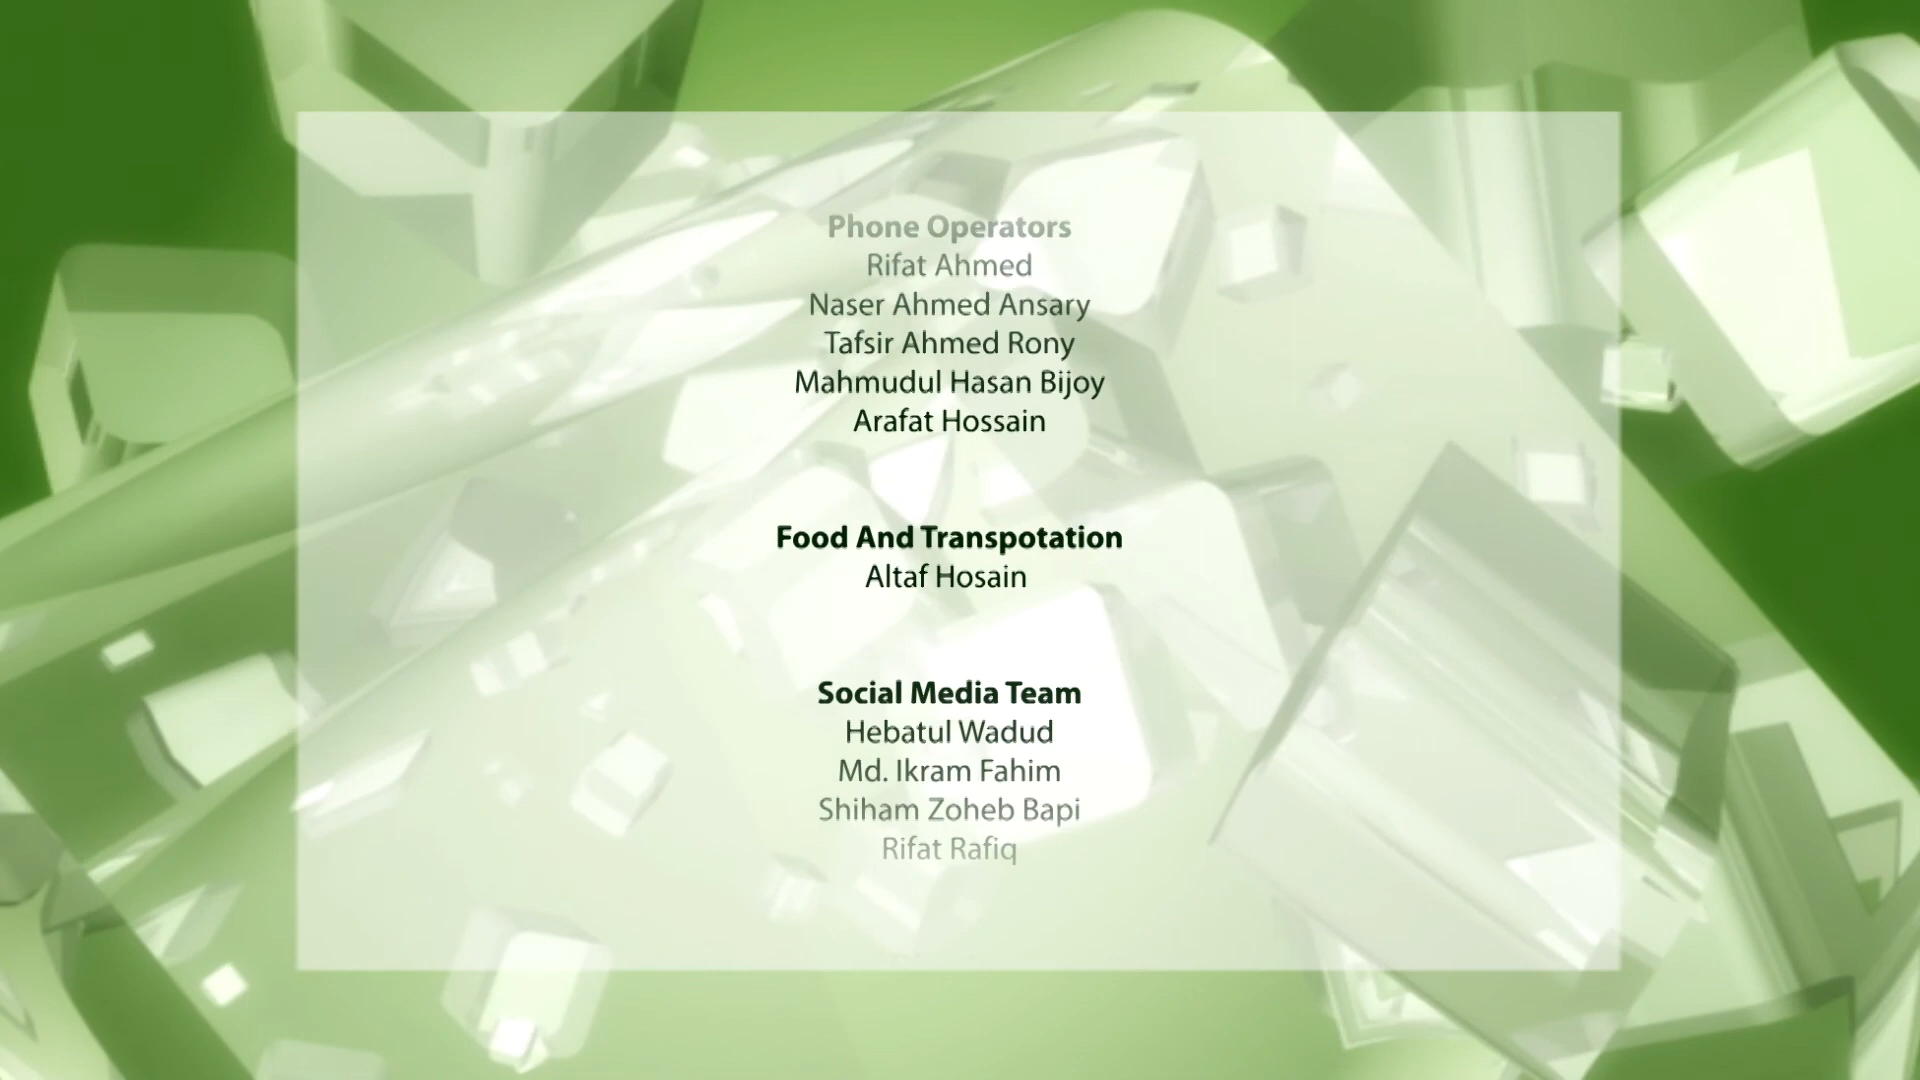 Phone Operators
Rifat Ahmed
Naser Ahmed Ansary
Tafsir Ahmed Rony
Mahmudul Hasan Bijoy
Arafat Hossain
Food And Transpotation
Altaf Hosain
Social Media Team
Hebatul Wadud
Md. Ikram Fahim
Shiham Zoheb Bapi
Rifat Rafiq